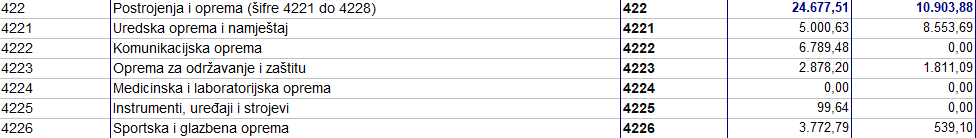 422 Postrojenja i oprema (šifre 4221 do 4228) 422 24.677,51 10.903,88
4221 Uredska oprema i namještaj 4221 5.000,63 8.553,69
4222 Komunikacijska oprema 4222 6.789,48 0,00
4223 Oprema za održavanje i zaštitu 4223 2.878,20 1.811,09
4224 Medicinska i laboratorijska oprema 4224 0,00 0,00
4225 Instrumenti, uređaji i strojevi 4225 99,64 0,00
4226 Sportska i glazbena oprema 4226 3.772,79 539,10